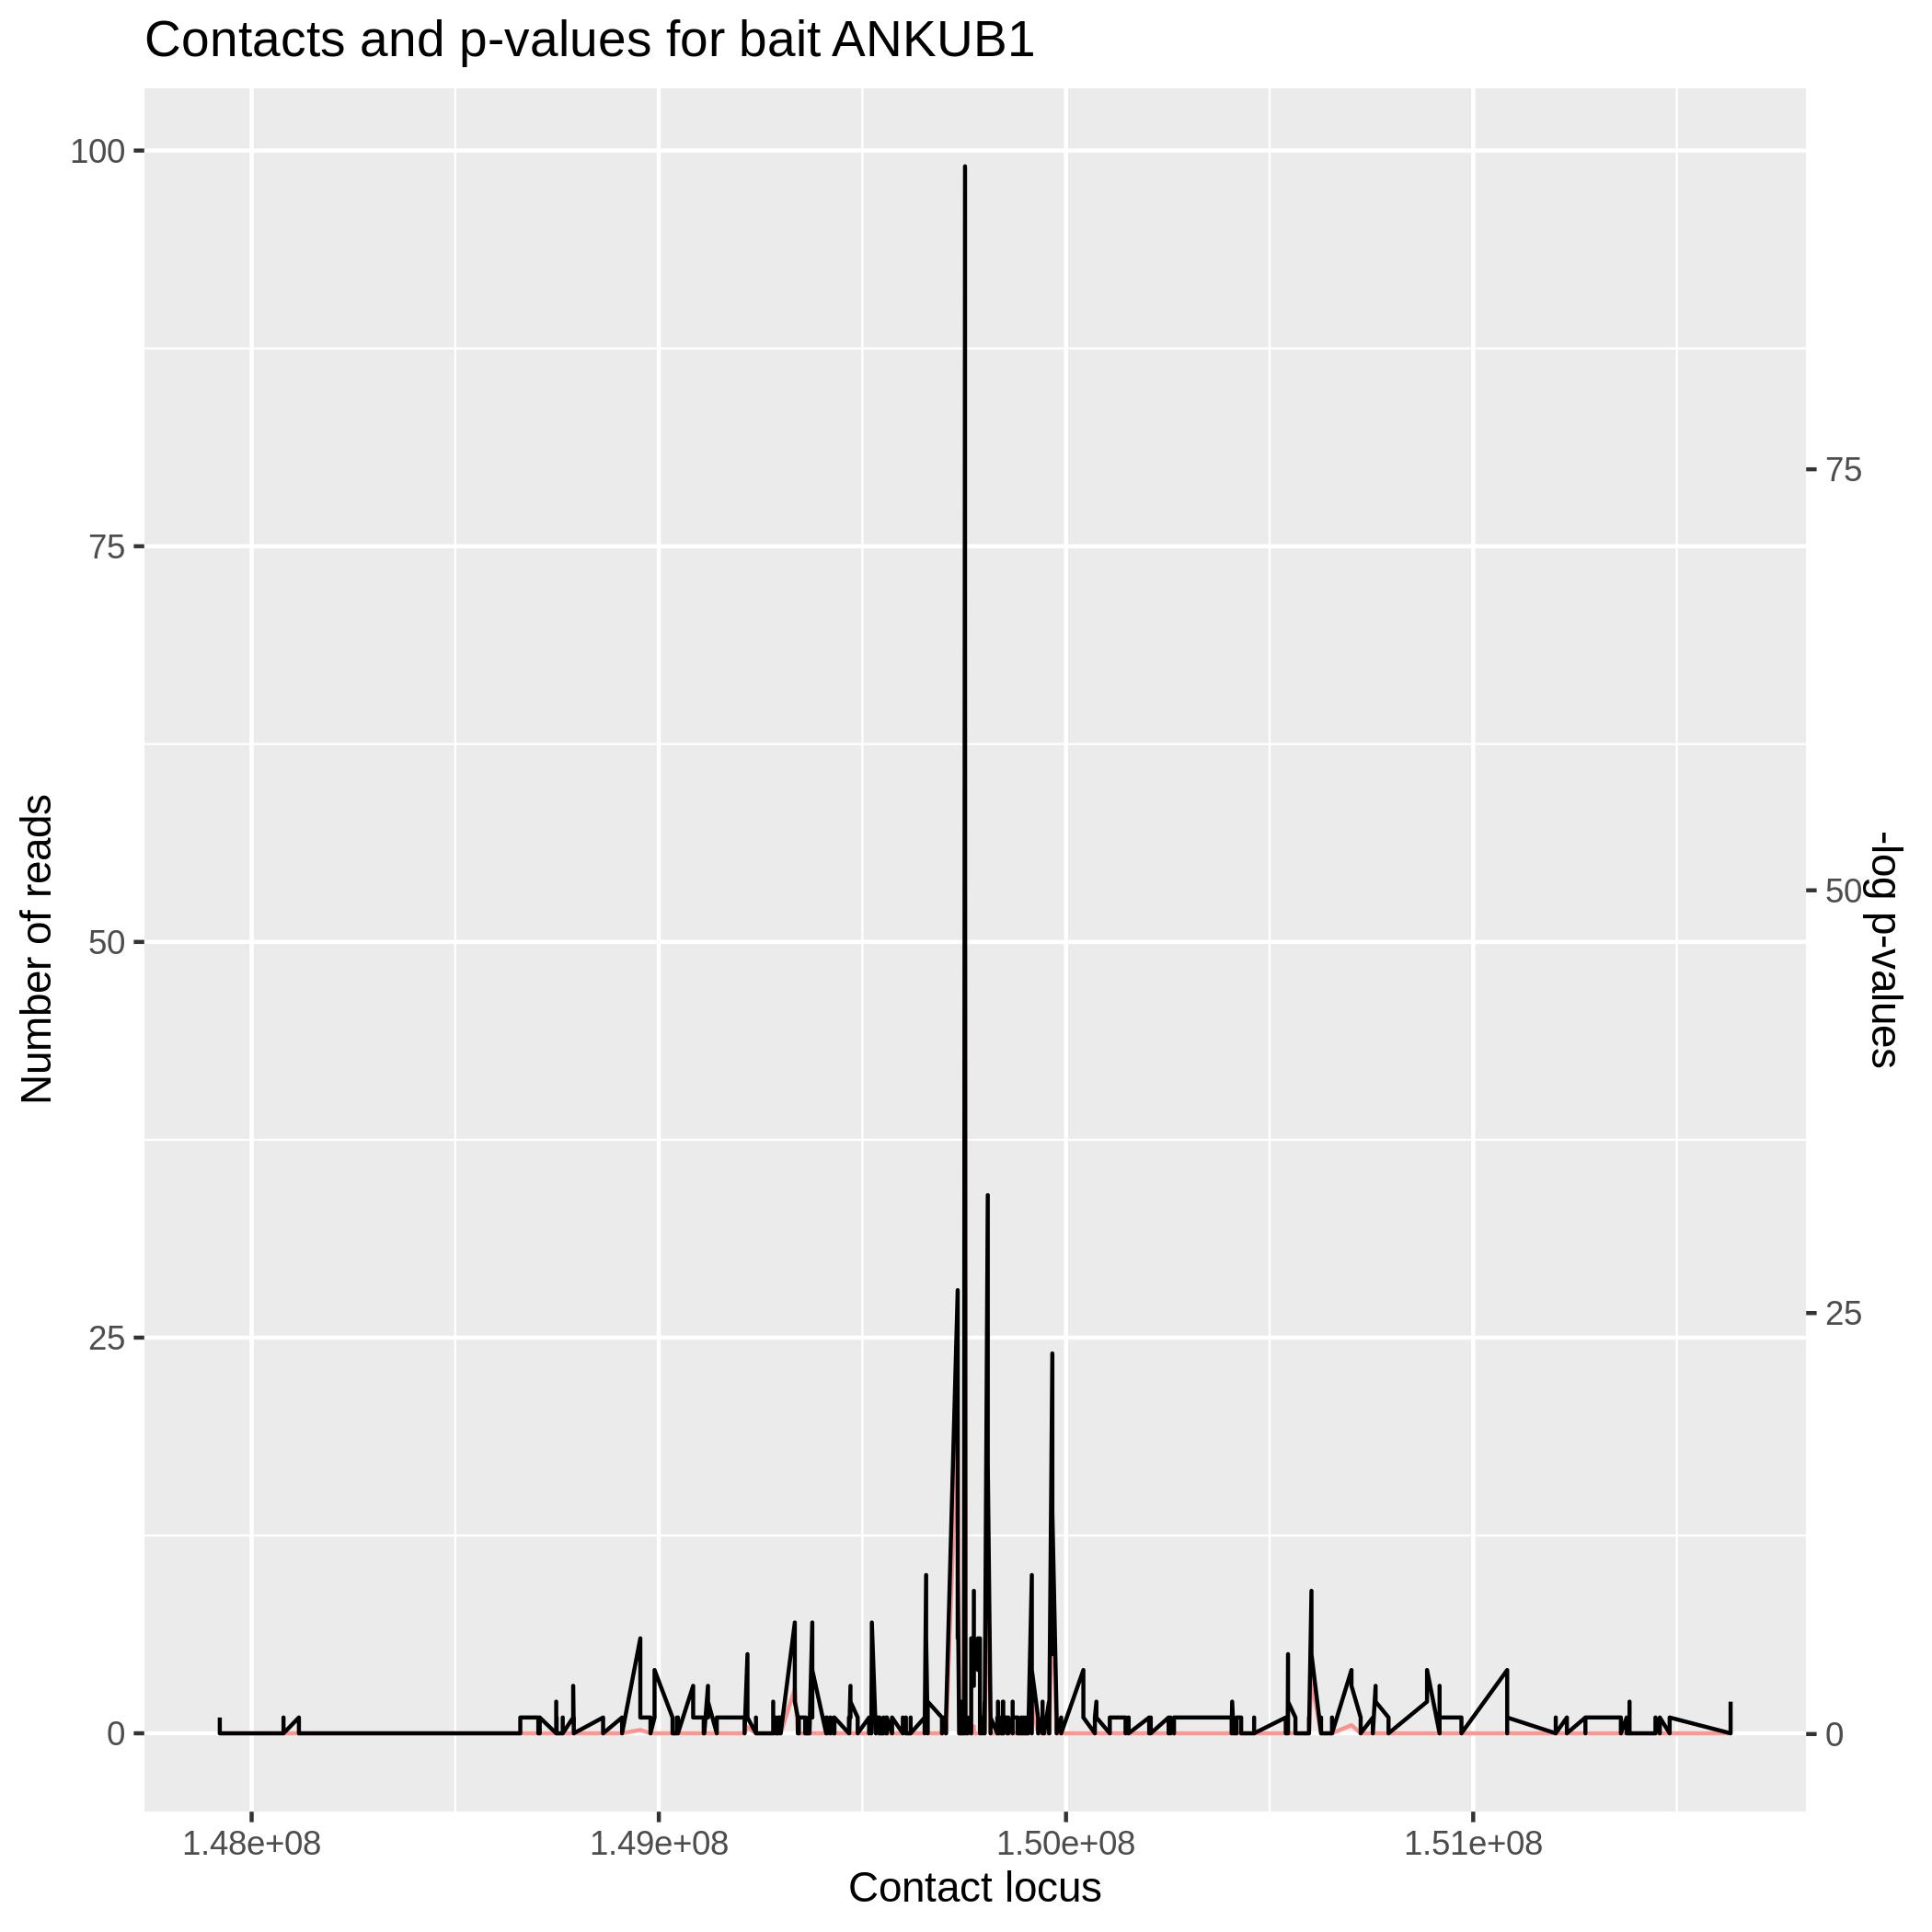 Contacts and p-values for bait ANKUB1
Number of reads
100
75
50
25
0
75
50
25
0
-log p-values
1.48e+08 1.49e+08 1.50e+08 1.51e+08
Contact locus